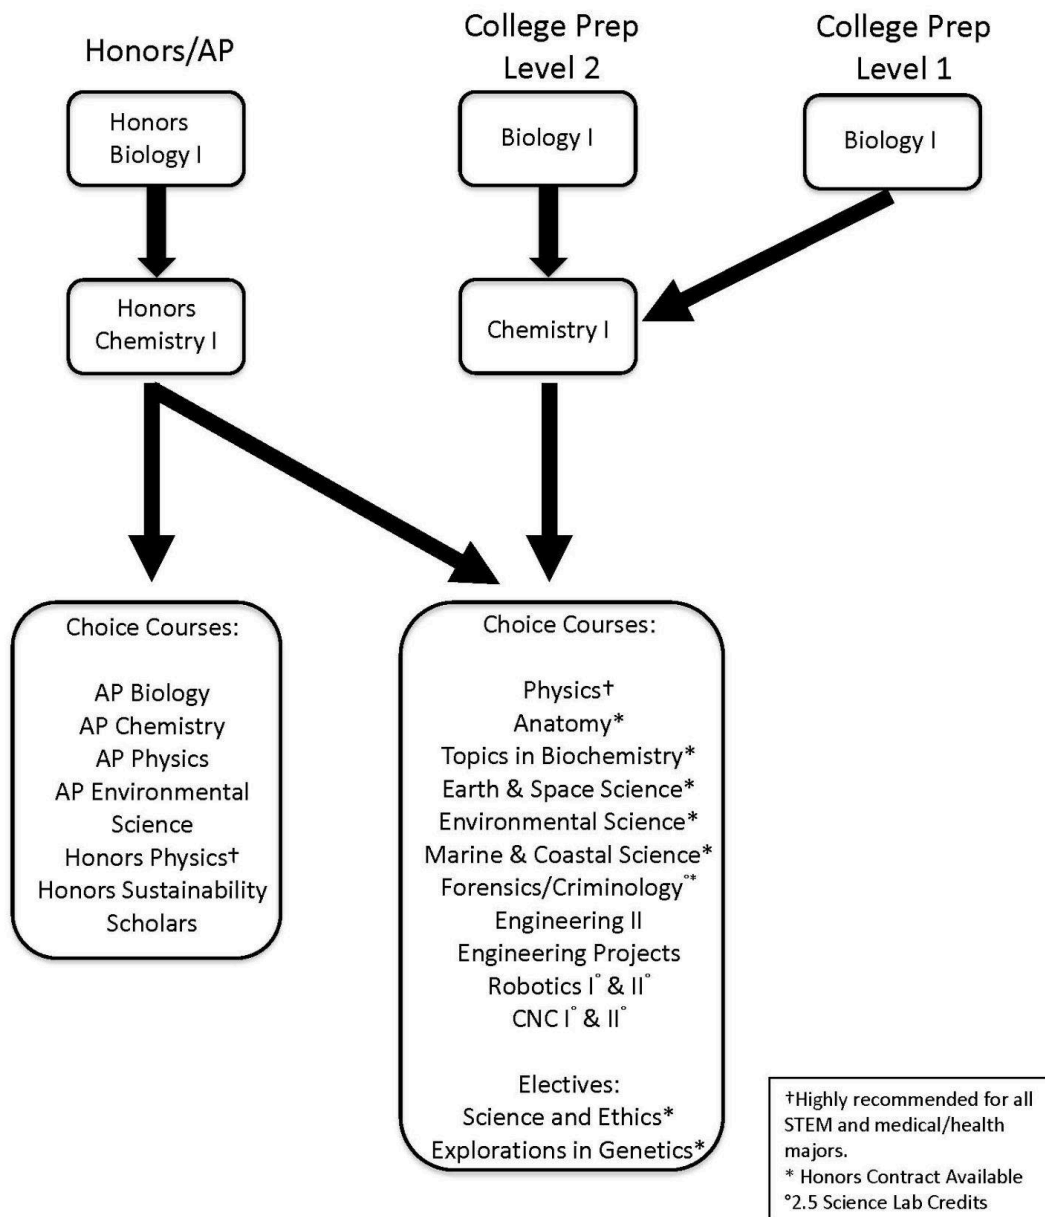 Honors/AP
College Prep
Level 2
College Prep
Level 1
Honors
Biology I
Biology I
Biology I
Honors
Chemistry I
Chemistry I
Choice Courses:
AP Biology
AP Chemistry
AP Physics
AP Environmental
Science
Honors Physics†
Honors Sustainability
Scholars
Choice Courses:
Physics†
Anatomy*
Topics in Biochemistry*
Earth & Space Science*
Environmental Science*
Marine & Coastal Science*
Forensics/Criminology°*
Engineering II
Engineering Projects
Robotics I° & II°
CNC I° & II°
Electives:
Science and Ethics*
Explorations in Genetics*
†Highly recommended for all
STEM and medical/health
majors.
* Honors Contract Available
°2.5 Science Lab Credits